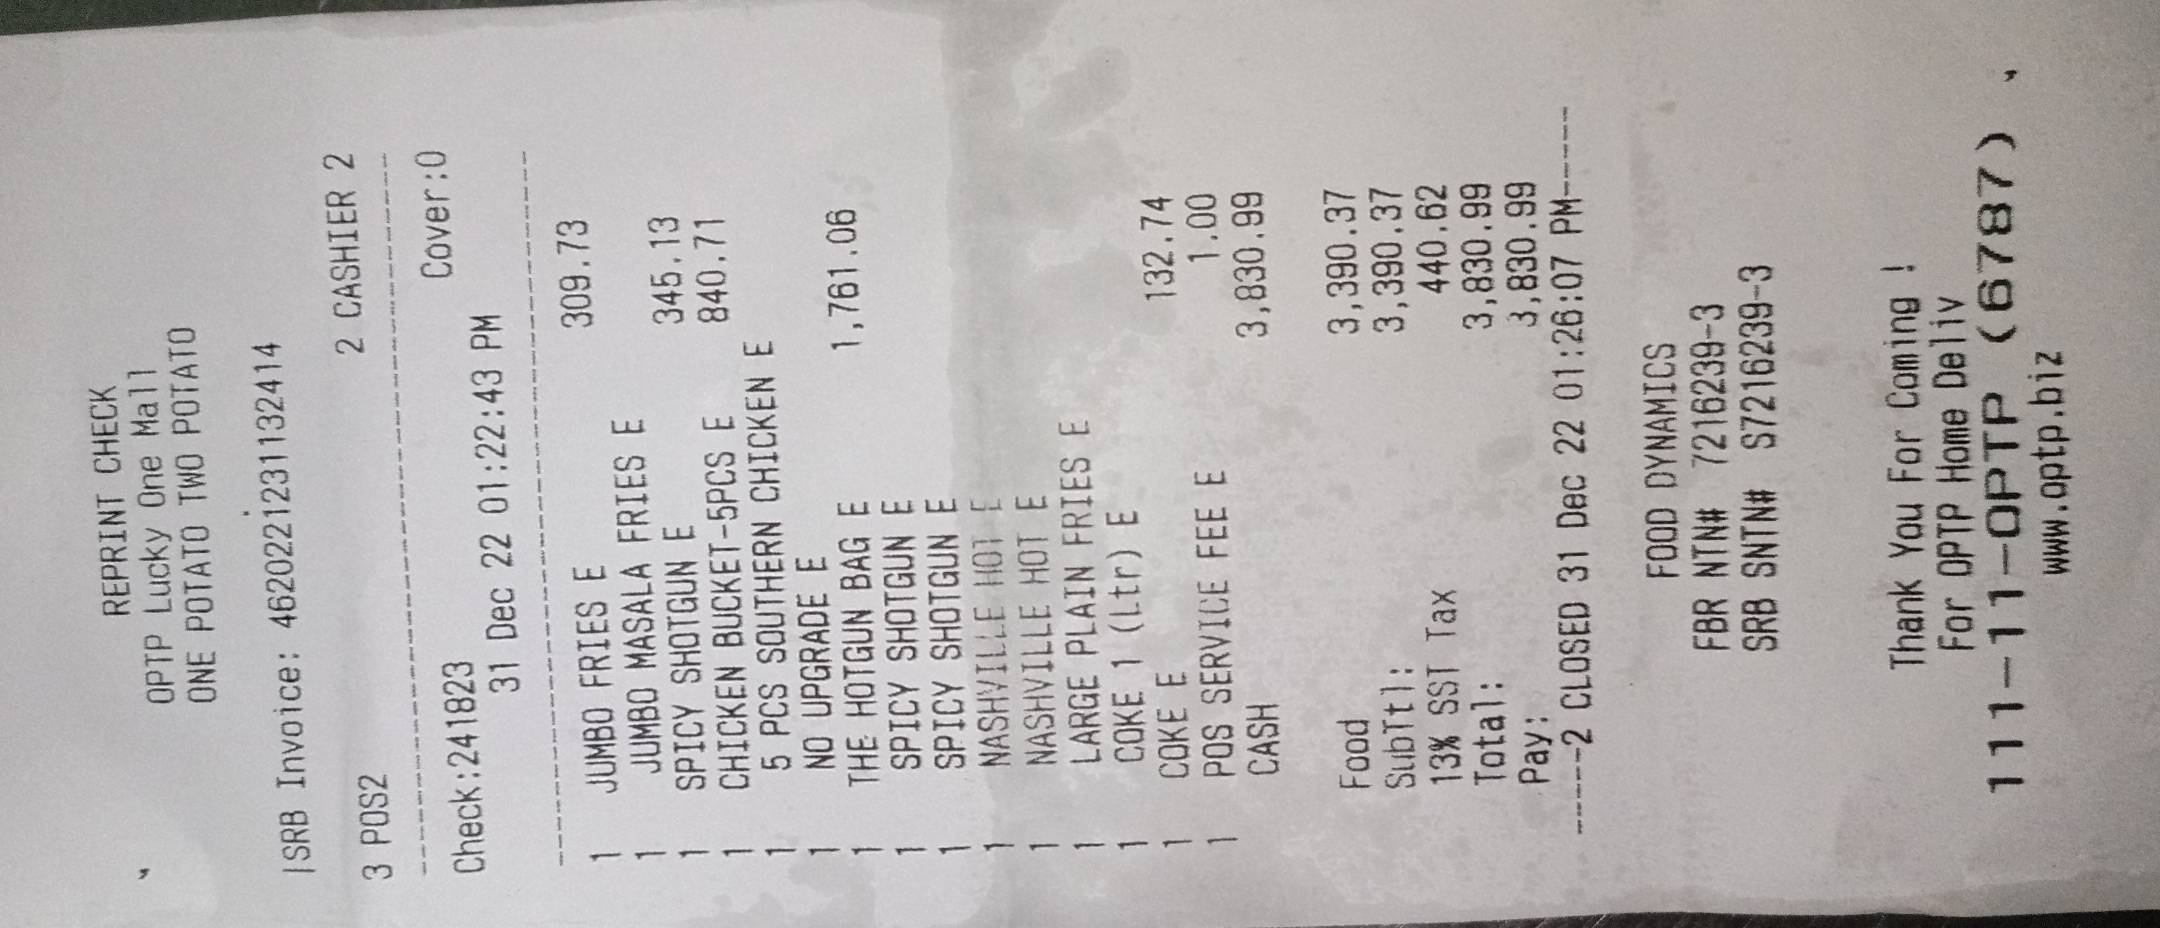 REPRINT CHECK
OPTP Lucky One Mall
ONE POTATO TWO POTATO
SRB Invoice: 46202212311132414
3 POS2 2 CASHIER 2
--------------------------------
Check:241823 Cover:0
31 Dec 22 01:22:43 PM
--------------------------------
1 JUMBO FRIES E 309.73
1 JUMBO MASALA FRIES E
1 SPICY SHOTGUN E 345.13
1 CHICKEN BUCKET-5PCS E 840.71
1 5 PCS SOUTHERN CHICKEN E
1 NO UPGRADE E
1 THE HOTGUN BAG E 1,761.06
1 SPICY SHOTGUN E
1 SPICY SHOTGUN E
1 NASHVILLE HOT E
1 NASHVILLE HOT E
1 LARGE PLAIN FRIES E
1 COKE 1 (Ltr) E
1 COKE E 132.74
1 POS SERVICE FEE E 1.00
CASH 3,830.99
Food 3,390.37
SubTtl: 3,390.37
13% SST Tax 440.62
Total: 3,830.99
Pay: 3,830.99
-----2 CLOSED 31 Dec 22 01:26:07 PM-----
FOOD DYNAMICS
FBR NTN# 7216239-3
SRB SNTN# S7216239-3
Thank You For Coming !
For OPTP Home Deliv
111-11-OPTP (6787)
www.optp.biz